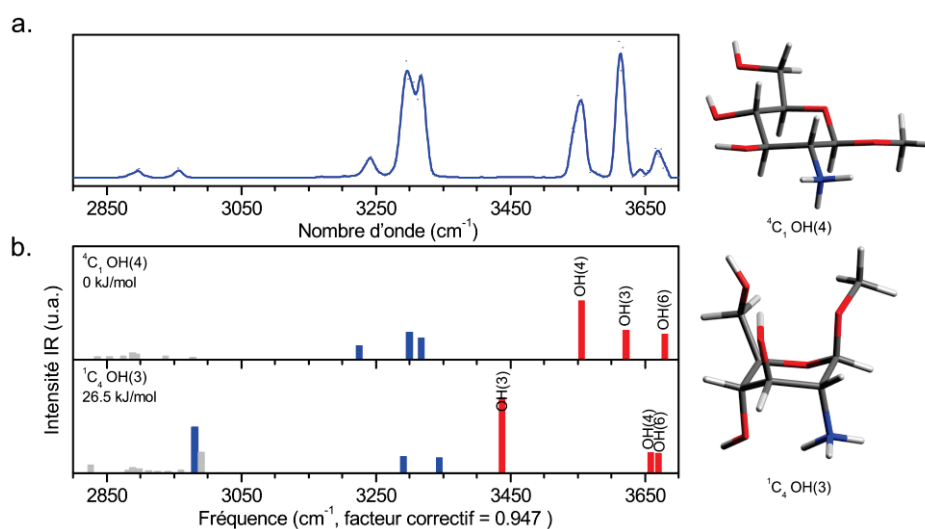 a.
2850 3050 3250 3450 3650
Nombre d'onde (cm⁻¹)
⁴C₁ OH(4)
b.
Intensité IR (u.a.)
⁴C₁ OH(4)
0 kJ/mol
OH(4) OH(3) OH(6)
¹C₄ OH(3)
26.5 kJ/mol
OH(3) OH(4) OH(6)
2850 3050 3250 3450 3650
Fréquence (cm⁻¹, facteur correctif = 0.947 )
¹C₄ OH(3)